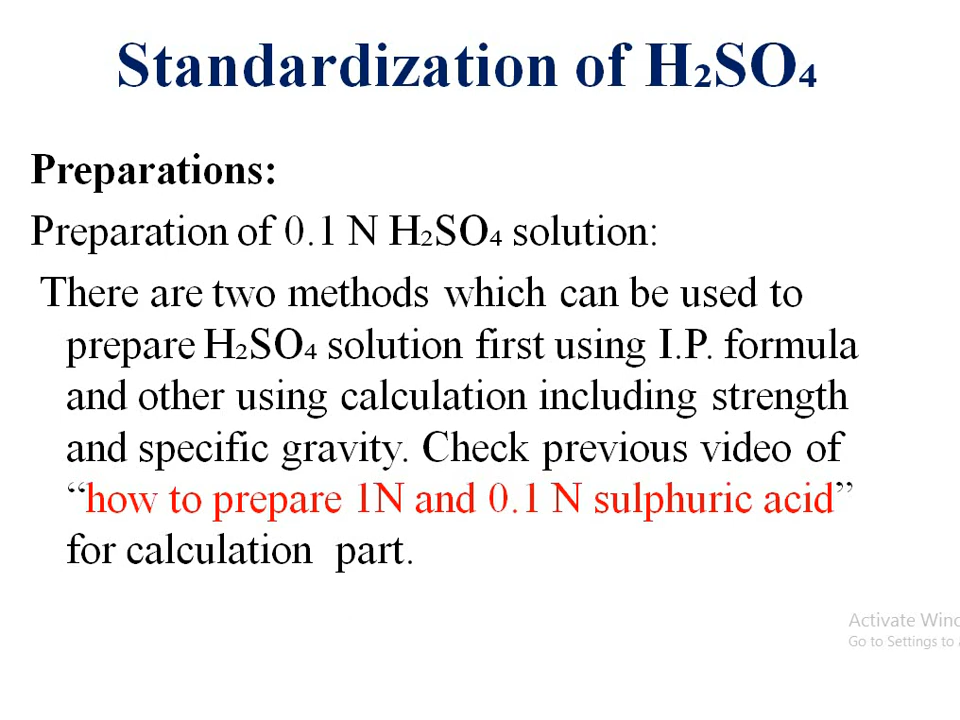 Standardization of H₂SO₄
Preparations:
Preparation of 0.1 N H₂SO₄ solution:
There are two methods which can be used to
prepare H₂SO₄ solution first using I.P. formula
and other using calculation including strength
and specific gravity. Check previous video of
“how to prepare 1N and 0.1 N sulphuric acid”
for calculation part.
Activate
Go to Settings to